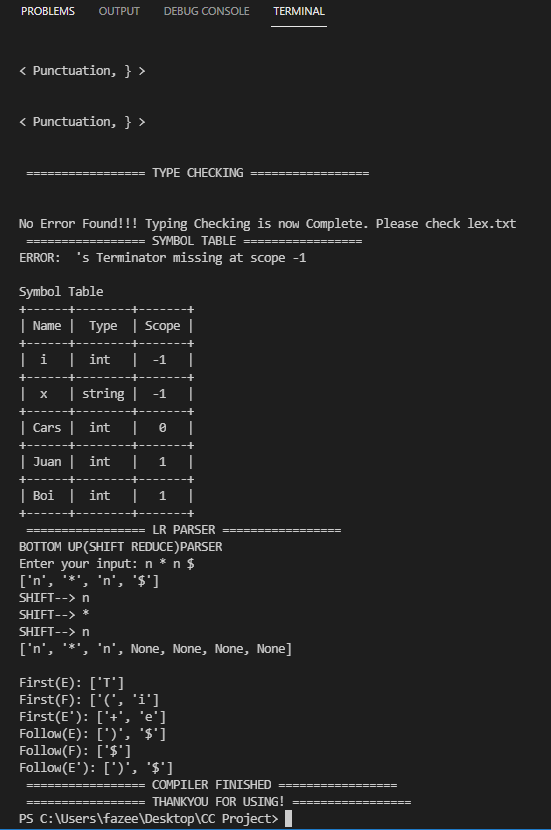 PROBLEMS OUTPUT DEBUG CONSOLE TERMINAL
< Punctuation, } >
< Punctuation, } >
================= TYPE CHECKING =================
No Error Found!!! Typing Checking is now Complete. Please check lex.txt
================= SYMBOL TABLE =================
ERROR:  's Terminator missing at scope -1
Symbol Table
+------+--------+-------+
| Name |  Type  | Scope |
+------+--------+-------+
|  i   |  int   |  -1   |
+------+--------+-------+
|  x   | string |  -1   |
+------+--------+-------+
| Cars |  int   |   0   |
+------+--------+-------+
| Juan |  int   |   1   |
+------+--------+-------+
| Boi  |  int   |   1   |
+------+--------+-------+
================= LR PARSER =================
BOTTOM UP(SHIFT REDUCE)PARSER
Enter your input: n * n $
['n', '*', 'n', '$']
SHIFT--> n
SHIFT--> *
SHIFT--> n
['n', '*', 'n', None, None, None, None]
First(E): ['T']
First(F): ['(', 'i']
First(E'): ['+', 'e']
Follow(E): [')', '$']
Follow(F): ['$']
Follow(E'): [')', '$']
================= COMPILER FINISHED =================
================= THANKYOU FOR USING! =================
PS C:\Users\fazee\Desktop\CC Project>